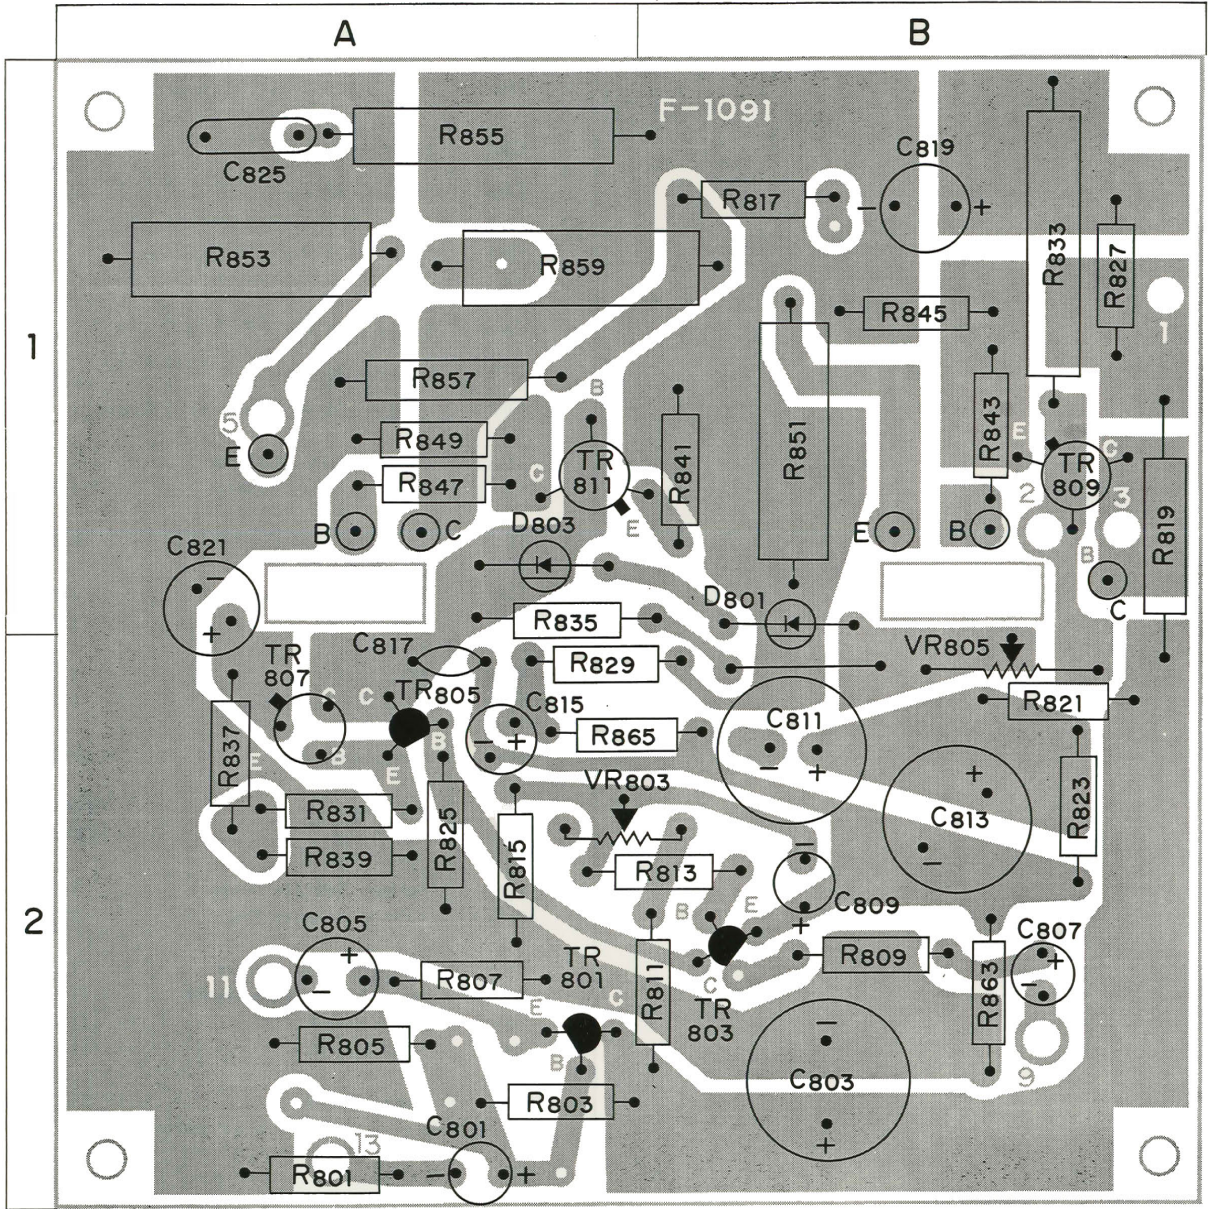 A B
F-1091
R855
C825
C819
R817
R853
R859
R833
R827
- +
R845
1
1
R857
B
5
R849
R841
R851
R843
E
E
C
TR
811
TR
809
C
R847
2
3
B
C
D803
E
E
B
B
R819
C821
-
+
C
D801
R835
TR
807
C817
R829
VR805
C
C
TR805
C815
R821
R837
B
B
- +
R865
C811
- +
E
E
VR803
+
C813
-
R823
R831
R825
R815
R839
R813
-
C809
+
B
E
2
C805
+
-
TR
801
R809
C807
+
-
11
R807
C
R811
R863
E
C
TR
803
R805
B
-
C803
+
9
R803
C801
13
R801
- +